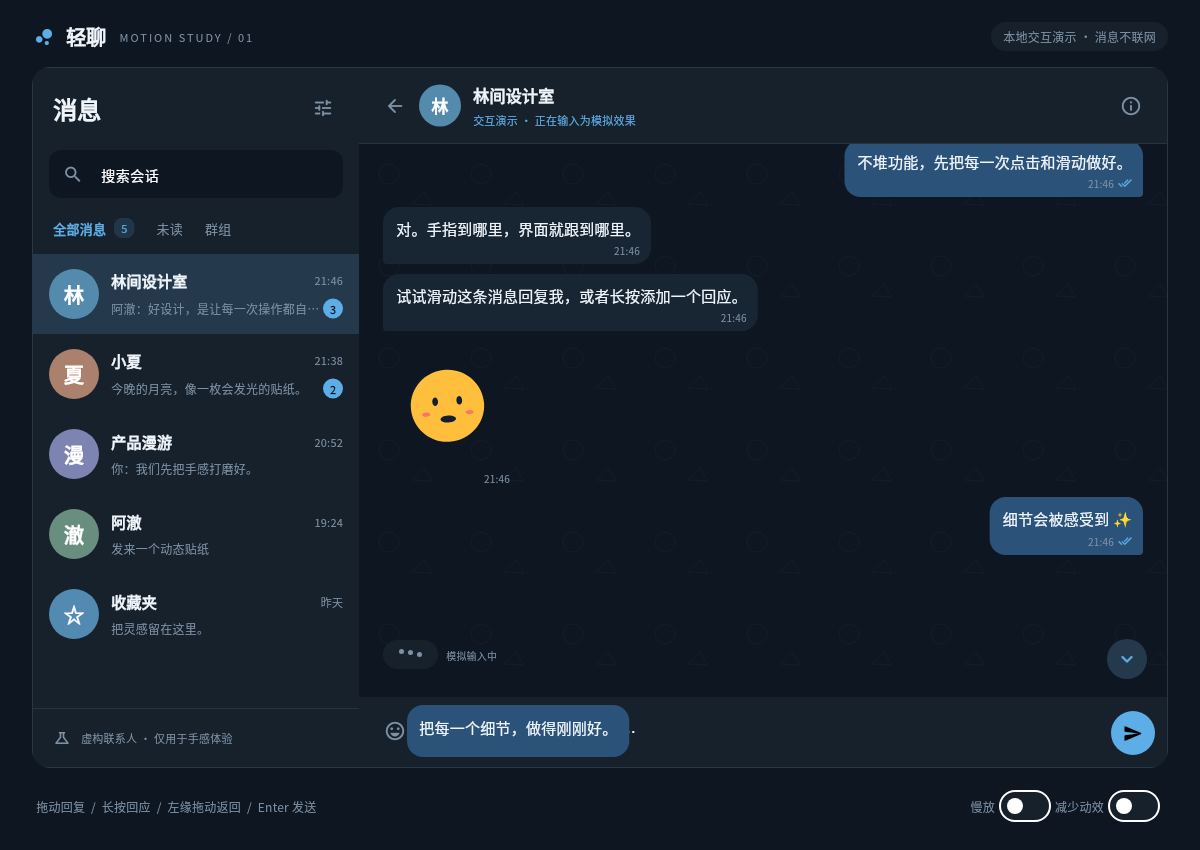 轻聊
MOTION STUDY / 01
本地交互演示 · 消息不联网
消息
搜索会话
全部消息 5 未读 群组
林 林间设计室 21:46
阿澈：好设计，是让每一次操作都自… 3
夏 小夏 21:38
今晚的月亮，像一枚会发光的贴纸。 2
漫 产品漫游 20:52
你：我们先把手感打磨好。
澈 阿澈 19:24
发来一个动态贴纸
☆ 收藏夹 昨天
把灵感留在这里。
虚构联系人 · 仅用于手感体验
林 林间设计室
交互演示 · 正在输入为模拟效果
不堆功能，先把每一次点击和滑动做好。
21:46
对。手指到哪里，界面就跟到哪里。
21:46
试试滑动这条消息回复我，或者长按添加一个回应。
21:46
21:46
细节会被感受到 ✨
21:46
模拟输入中
把每一个细节，做得刚刚好。
拖动回复 / 长按回应 / 左缘拖动返回 / Enter 发送
慢放 减少动效